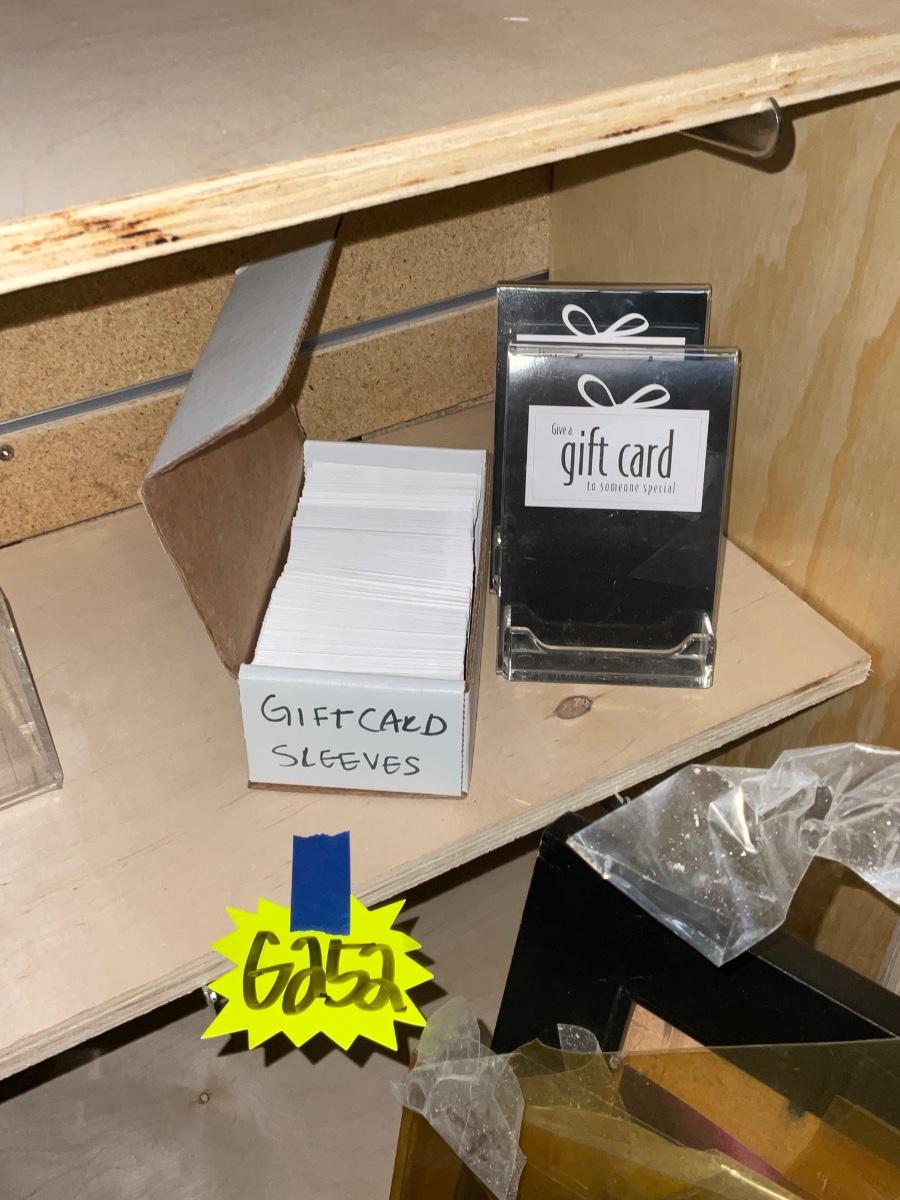 Give a
gift card
to someone special
GIFTCARD
SLEEVES
G252